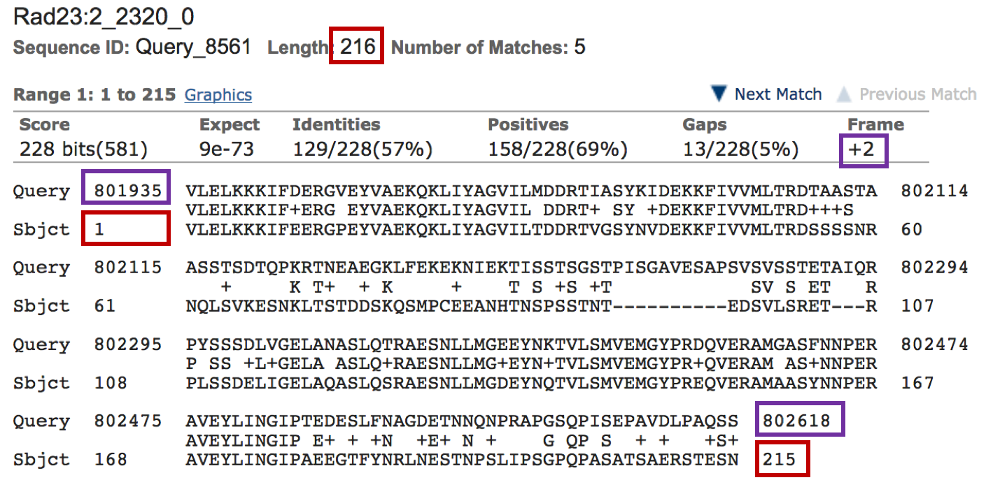 Rad23:2_2320_0
Sequence ID: Query_8561 Length: 216 Number of Matches: 5
Range 1: 1 to 215 Graphics Next Match Previous Match
Score Expect Identities Positives Gaps Frame
228 bits(581) 9e-73 129/228(57%) 158/228(69%) 13/228(5%) +2
Query 801935 VLELKKKIFDERGVEYVAEKQKLIYAGVILMDDRTIASYKIDEKKFIVVMLTRDTAASTA 802114
VLELKKKIF+ERG EYVAEKQKLIYAGVIL DDRT+ SY +DEKKFIVVMLTRD+++S
Sbjct 1 VLELKKKIFEERGPEYVAEKQKLIYAGVILTDDRTVGSYNVDEKKFIVVMLTRDSSSSNR 60
Query 802115 ASSTSDTQPKRTNEAEGKLFEKEKNIEKTISSTSGSTPISGAVESAPSVSVSSTETAIQR 802294
+ K T+ + K + T S +S +T SV S ET R
Sbjct 61 NQLSVKESNKLTSTDDSKQSMPCEEANHTNSPSSTNT----------EDSVLSRET---R 107
Query 802295 PYSSSDLVGELANASLQTRAESNLLMGEEYNKTVLSMVEMGYPRDQVERAMGASFNNPER 802474
P SS +L+GELA ASLQ+RAESNLLMG+EYN+TVLSMVEMGYPR+QVERAM AS+NNPER
Sbjct 108 PLSSDELIGELAQASLQSRAESNLLMGDEYNQTVLSMVEMGYPREQVERAMAASYNNPER 167
Query 802475 AVEYLINGIPTEDESLFNAGDETNNQNPRAPGSQPISEPAVDLPAQSS 802618
AVEYLINGIP E+ + +N +E+ N + G QP S + + +S+
Sbjct 168 AVEYLINGIPAEEGTFYNRLNESTNPSLIPSGPQPASATSAERSTESN 215